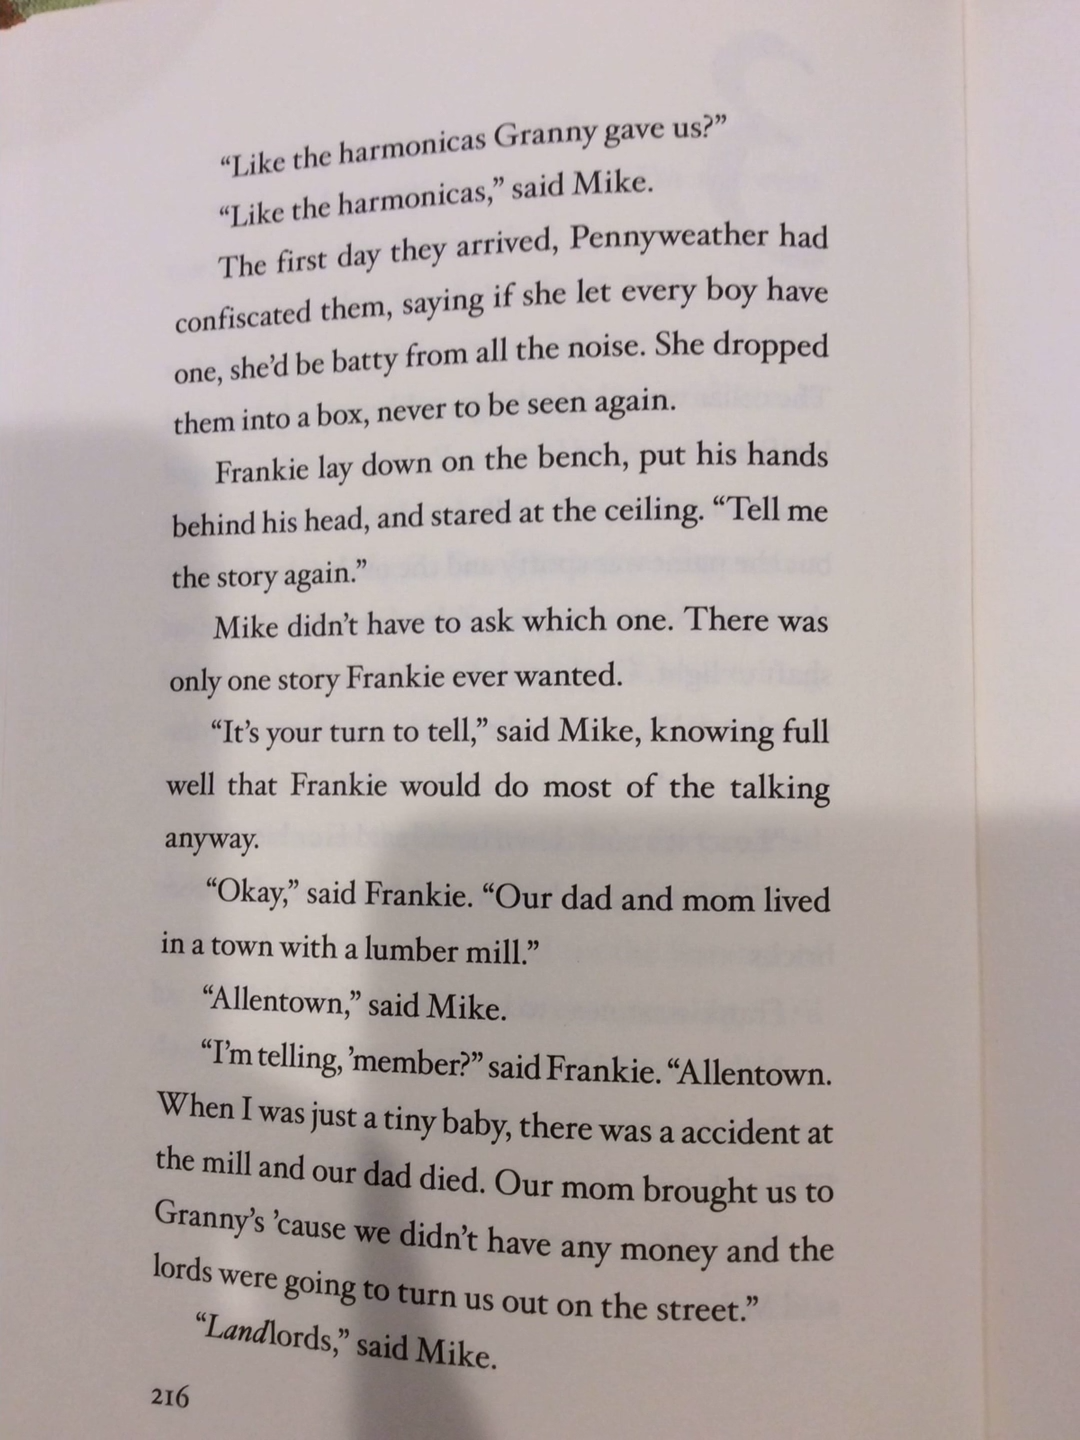 “Like the harmonicas Granny gave us?”
“Like the harmonicas,” said Mike.
The first day they arrived, Pennyweather had
confiscated them, saying if she let every boy have
one, she’d be batty from all the noise. She dropped
them into a box, never to be seen again.
Frankie lay down on the bench, put his hands
behind his head, and stared at the ceiling. “Tell me
the story again.”
Mike didn’t have to ask which one. There was
only one story Frankie ever wanted.
“It’s your turn to tell,” said Mike, knowing full
well that Frankie would do most of the talking
anyway.
“Okay,” said Frankie. “Our dad and mom lived
in a town with a lumber mill.”
“Allentown,” said Mike.
“I’m telling, ’member?” said Frankie. “Allentown.
When I was just a tiny baby, there was a accident at
the mill and our dad died. Our mom brought us to
Granny’s ’cause we didn’t have any money and the
lords were going to turn us out on the street.”
“Landlords,” said Mike.
216